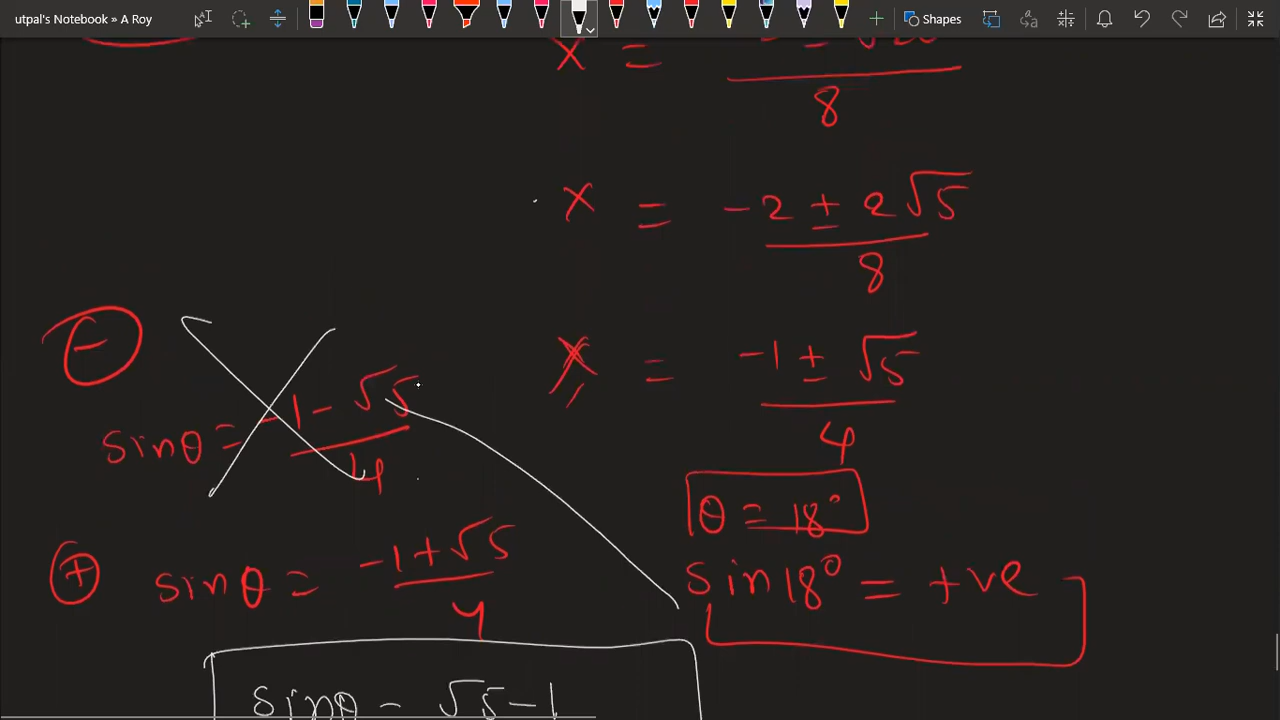 utpal's Notebook » A Roy
Shapes
x =
8
x = -2 ± 2√5
8
⊖
x = -1 ± √5
4
sinθ = -1 - √5
4
θ = 18°
⊕ sinθ = -1 + √5
4
sin18° = +ve
sinθ = √5 - 1